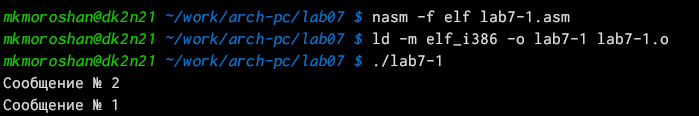 mkmoroshan@dk2n21 ~/work/arch-pc/lab07 $ nasm -f elf lab7-1.asm
mkmoroshan@dk2n21 ~/work/arch-pc/lab07 $ ld -m elf_i386 -o lab7-1 lab7-1.o
mkmoroshan@dk2n21 ~/work/arch-pc/lab07 $ ./lab7-1
Сообщение № 2
Сообщение № 1